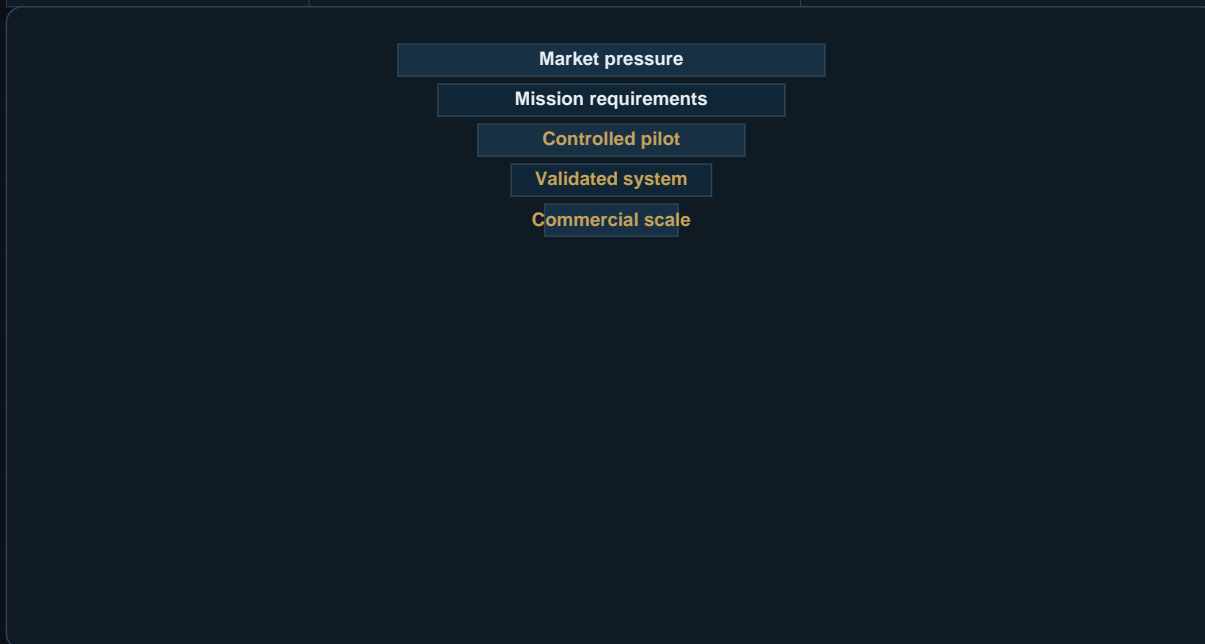 Market pressure
Mission requirements
Controlled pilot
Validated system
Commercial scale